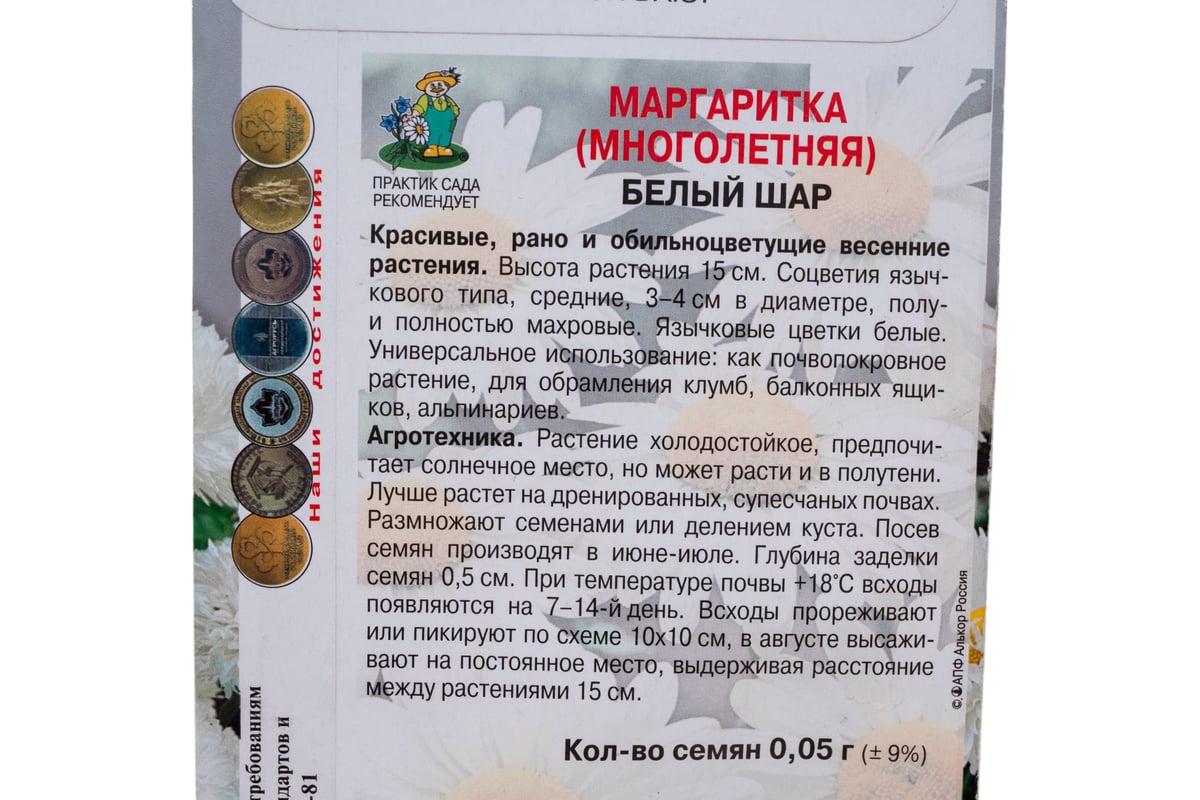 МАРГАРИТКА
(МНОГОЛЕТНЯЯ)
БЕЛЫЙ ШАР
ПРАКТИК САДА
РЕКОМЕНДУЕТ
®
Красивые, рано и обильноцветущие весенние
растения. Высота растения 15 см. Соцветия языч-
кового типа, средние, 3–4 см в диаметре, полу-
и полностью махровые. Язычковые цветки белые.
Универсальное использование: как почвопокровное
растение, для обрамления клумб, балконных ящи-
ков, альпинариев.
Агротехника. Растение холодостойкое, предпочи-
тает солнечное место, но может расти и в полутени.
Лучше растет на дренированных, супесчаных почвах.
Размножают семенами или делением куста. Посев
семян производят в июне-июле. Глубина заделки
семян 0,5 см. При температуре почвы +18°С всходы
появляются на 7–14-й день. Всходы прореживают
или пикируют по схеме 10х10 см, в августе высажи-
вают на постоянное место, выдерживая расстояние
между растениями 15 см.
Кол-во семян 0,05 г (± 9%)
Наши достижения
АГРОРУСЬ
требованиям
дартов и
-81
© АПФ Алькор Россия